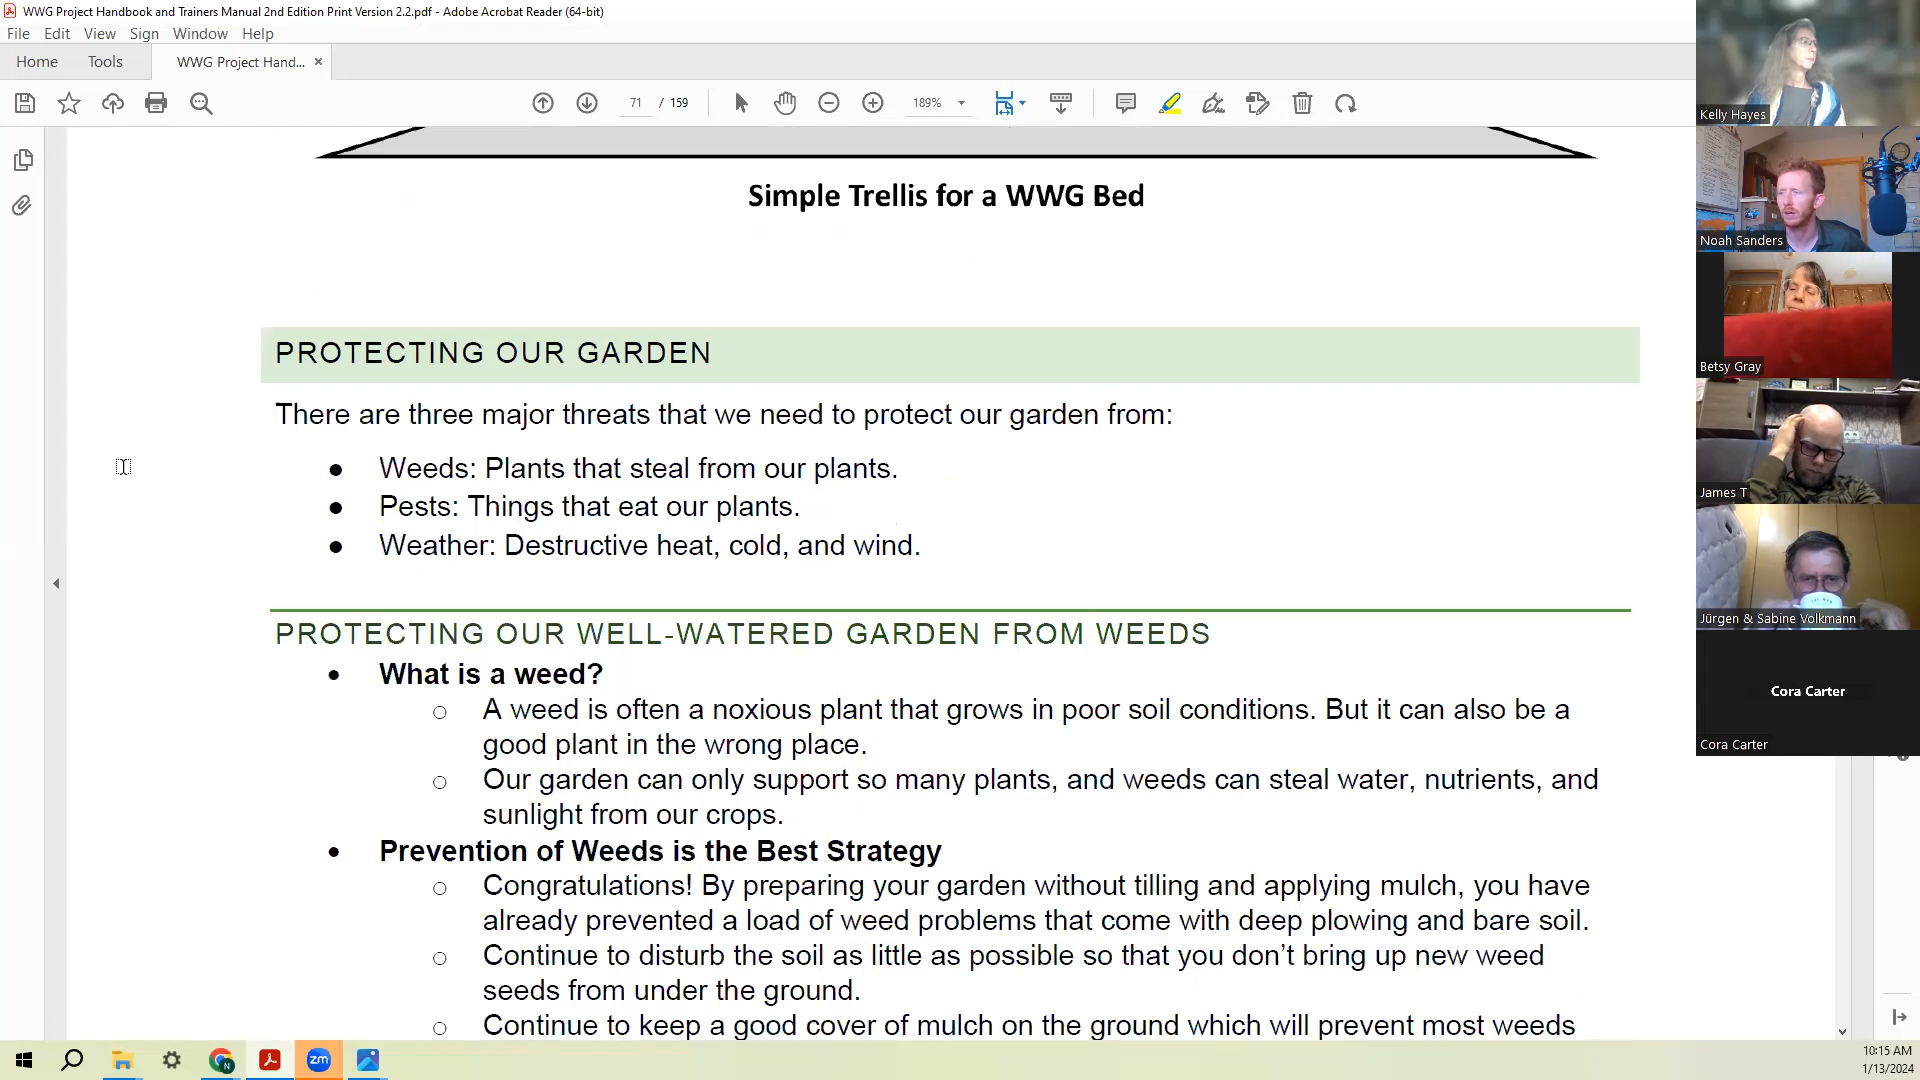 WWG Project Handbook and Trainers Manual 2nd Edition Print Version 2.2.pdf - Adobe Acrobat Reader (64-bit)
File Edit View Sign Window Help
Home Tools WWG Project Hand... ×
71 / 159 189%
Simple Trellis for a WWG Bed
PROTECTING OUR GARDEN
There are three major threats that we need to protect our garden from:
● Weeds: Plants that steal from our plants.
● Pests: Things that eat our plants.
● Weather: Destructive heat, cold, and wind.
PROTECTING OUR WELL-WATERED GARDEN FROM WEEDS
● What is a weed?
○ A weed is often a noxious plant that grows in poor soil conditions. But it can also be a
good plant in the wrong place.
○ Our garden can only support so many plants, and weeds can steal water, nutrients, and
sunlight from our crops.
● Prevention of Weeds is the Best Strategy
○ Congratulations! By preparing your garden without tilling and applying mulch, you have
already prevented a load of weed problems that come with deep plowing and bare soil.
○ Continue to disturb the soil as little as possible so that you don’t bring up new weed
seeds from under the ground.
○ Continue to keep a good cover of mulch on the ground which will prevent most weeds
Kelly Hayes
Noah Sanders
Betsy Gray
James T
Jürgen & Sabine Volkmann
Cora Carter
Cora Carter
N
zm
10:15 AM
1/13/2024